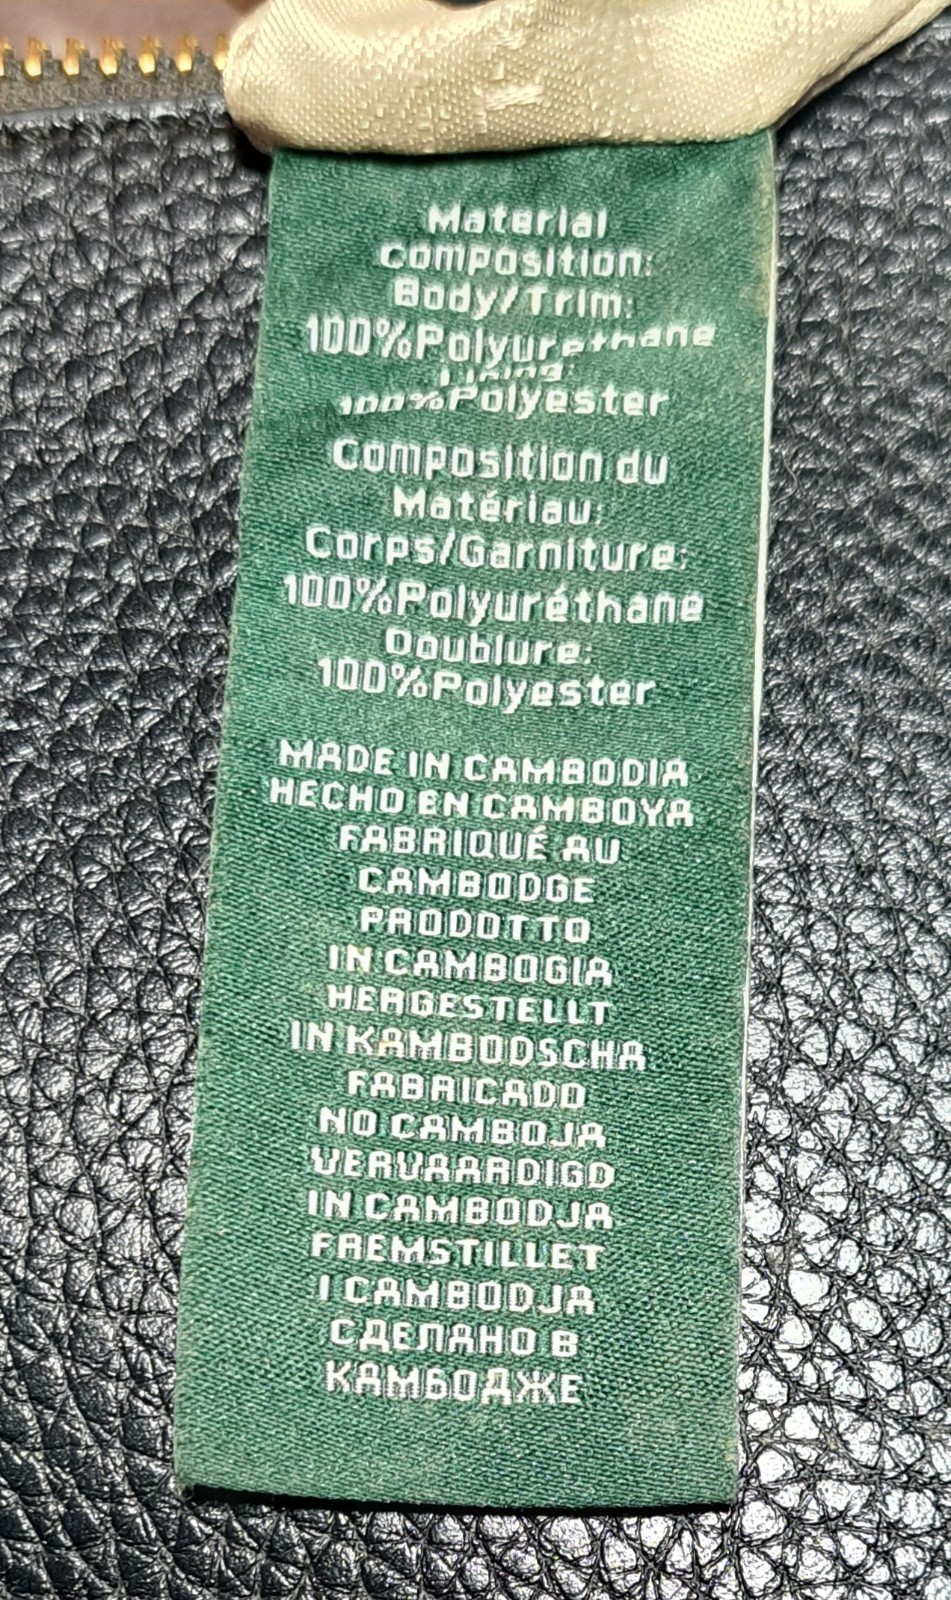 Material
Composition:
Body/Trim:
100%Polyurethane
Lining:
100%Polyester
Composition du
Matériau:
Corps/Garniture:
100%Polyuréthane
Doublure:
100%Polyester
MADE IN CAMBODIA
HECHO EN CAMBOYA
FABRIQUÉ AU
CAMBODGE
PRODOTTO
IN CAMBOGIA
HERGESTELLT
IN KAMBODSCHA
FABRICADO
NO CAMBOJA
VERVAARDIGD
IN CAMBODJA
FREMSTILLET
I CAMBODJA
СДЕЛАНО В
КАМБОДЖЕ